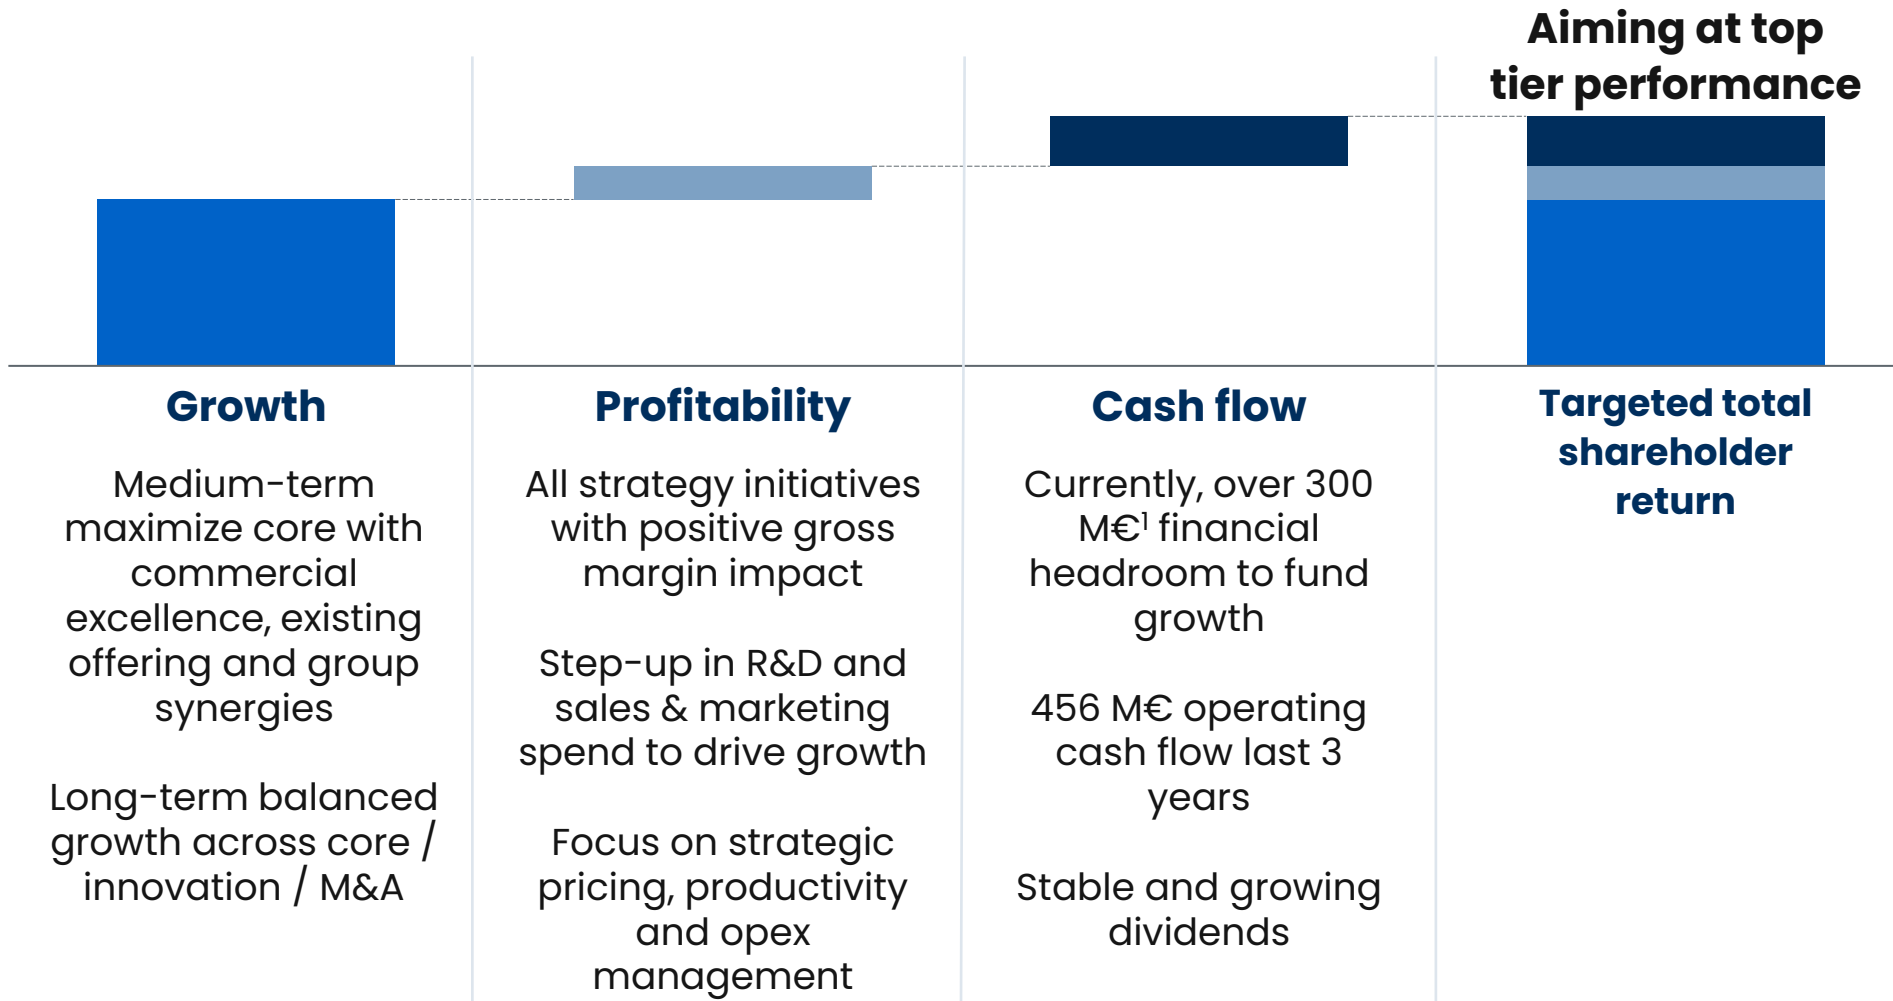 Aiming at top
tier performance
Growth
Medium-term
maximize core with
commercial
excellence, existing
offering and group
synergies
Long-term balanced
growth across core /
innovation / M&A
Profitability
All strategy initiatives
with positive gross
margin impact
Step-up in R&D and
sales & marketing
spend to drive growth
Focus on strategic
pricing, productivity
and opex
management
Cash flow
Currently, over 300
M€¹ financial
headroom to fund
growth
456 M€ operating
cash flow last 3
years
Stable and growing
dividends
Targeted total
shareholder
return